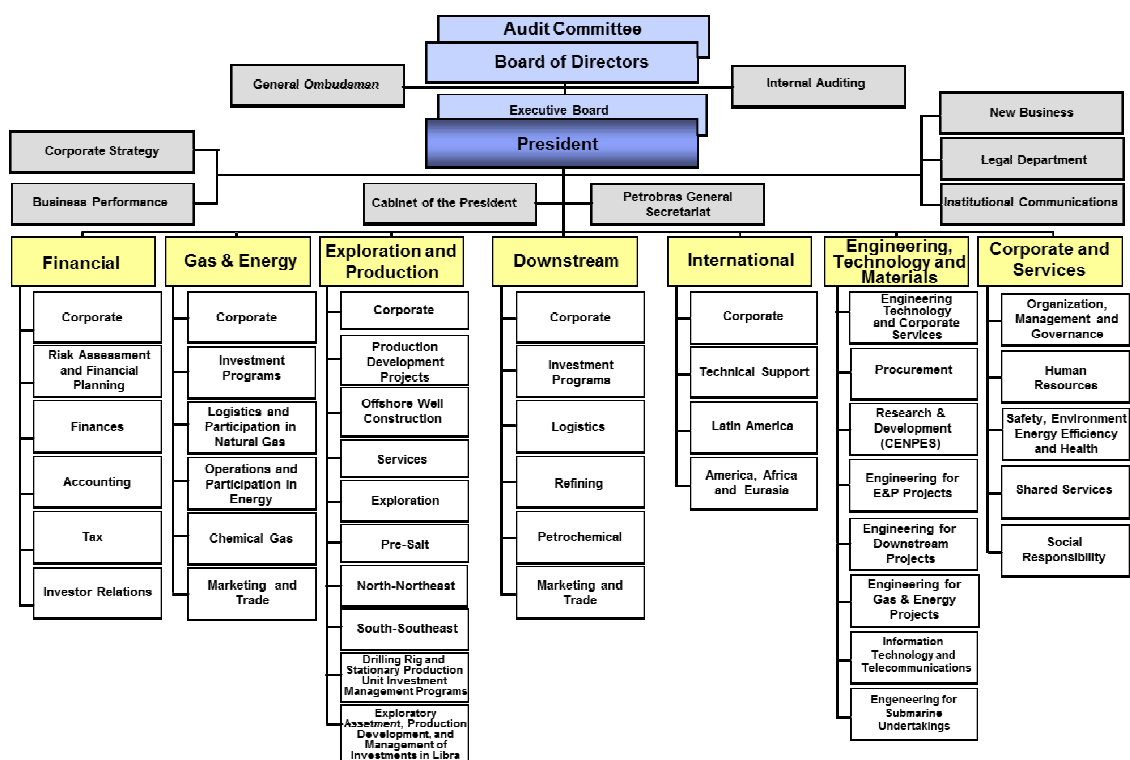 Audit Committee
Board of Directors
General Ombudsman
Internal Auditing
Executive Board
President
New Business
Corporate Strategy
Legal Department
Business Performance
Cabinet of the President
Petrobras General
Secretariat
Institutional Communications
Financial
Corporate
Risk Assessment
and Financial
Planning
Finances
Accounting
Tax
Investor Relations
Gas & Energy
Corporate
Investment
Programs
Logistics and
Participation in
Natural Gas
Operations and
Participation in
Energy
Chemical Gas
Marketing and
Trade
Exploration and
Production
Corporate
Production
Development
Projects
Offshore Well
Construction
Services
Exploration
Pre-Salt
North-Northeast
South-Southeast
Drilling Rig and
Stationary Production
Unit Investment
Management Programs
Exploratory
Assetment, Production
Development, and
Management of
Investments in Libra
Downstream
Corporate
Investment
Programs
Logistics
Refining
Petrochemical
Marketing and
Trade
International
Corporate
Technical Support
Latin America
America, Africa
and Eurasia
Engineering,
Technology and
Materials
Engineering
Technology
and Corporate
Services
Procurement
Research &
Development
(CENPES)
Engineering for
E&P Projects
Engineering for
Downstream
Projects
Engineering for
Gas & Energy
Projects
Information
Technology and
Telecommunications
Engeneering for
Submarine
Undertakings
Corporate and
Services
Organization,
Management and
Governance
Human
Resources
Safety, Environment
Energy Efficiency
and Health
Shared Services
Social
Responsibility